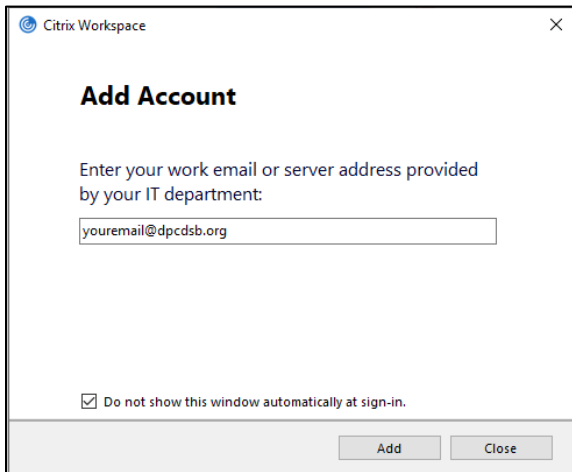 Citrix Workspace
Add Account
Enter your work email or server address provided
by your IT department:
youremail@dpcdsb.org
Do not show this window automatically at sign-in.
Add Close